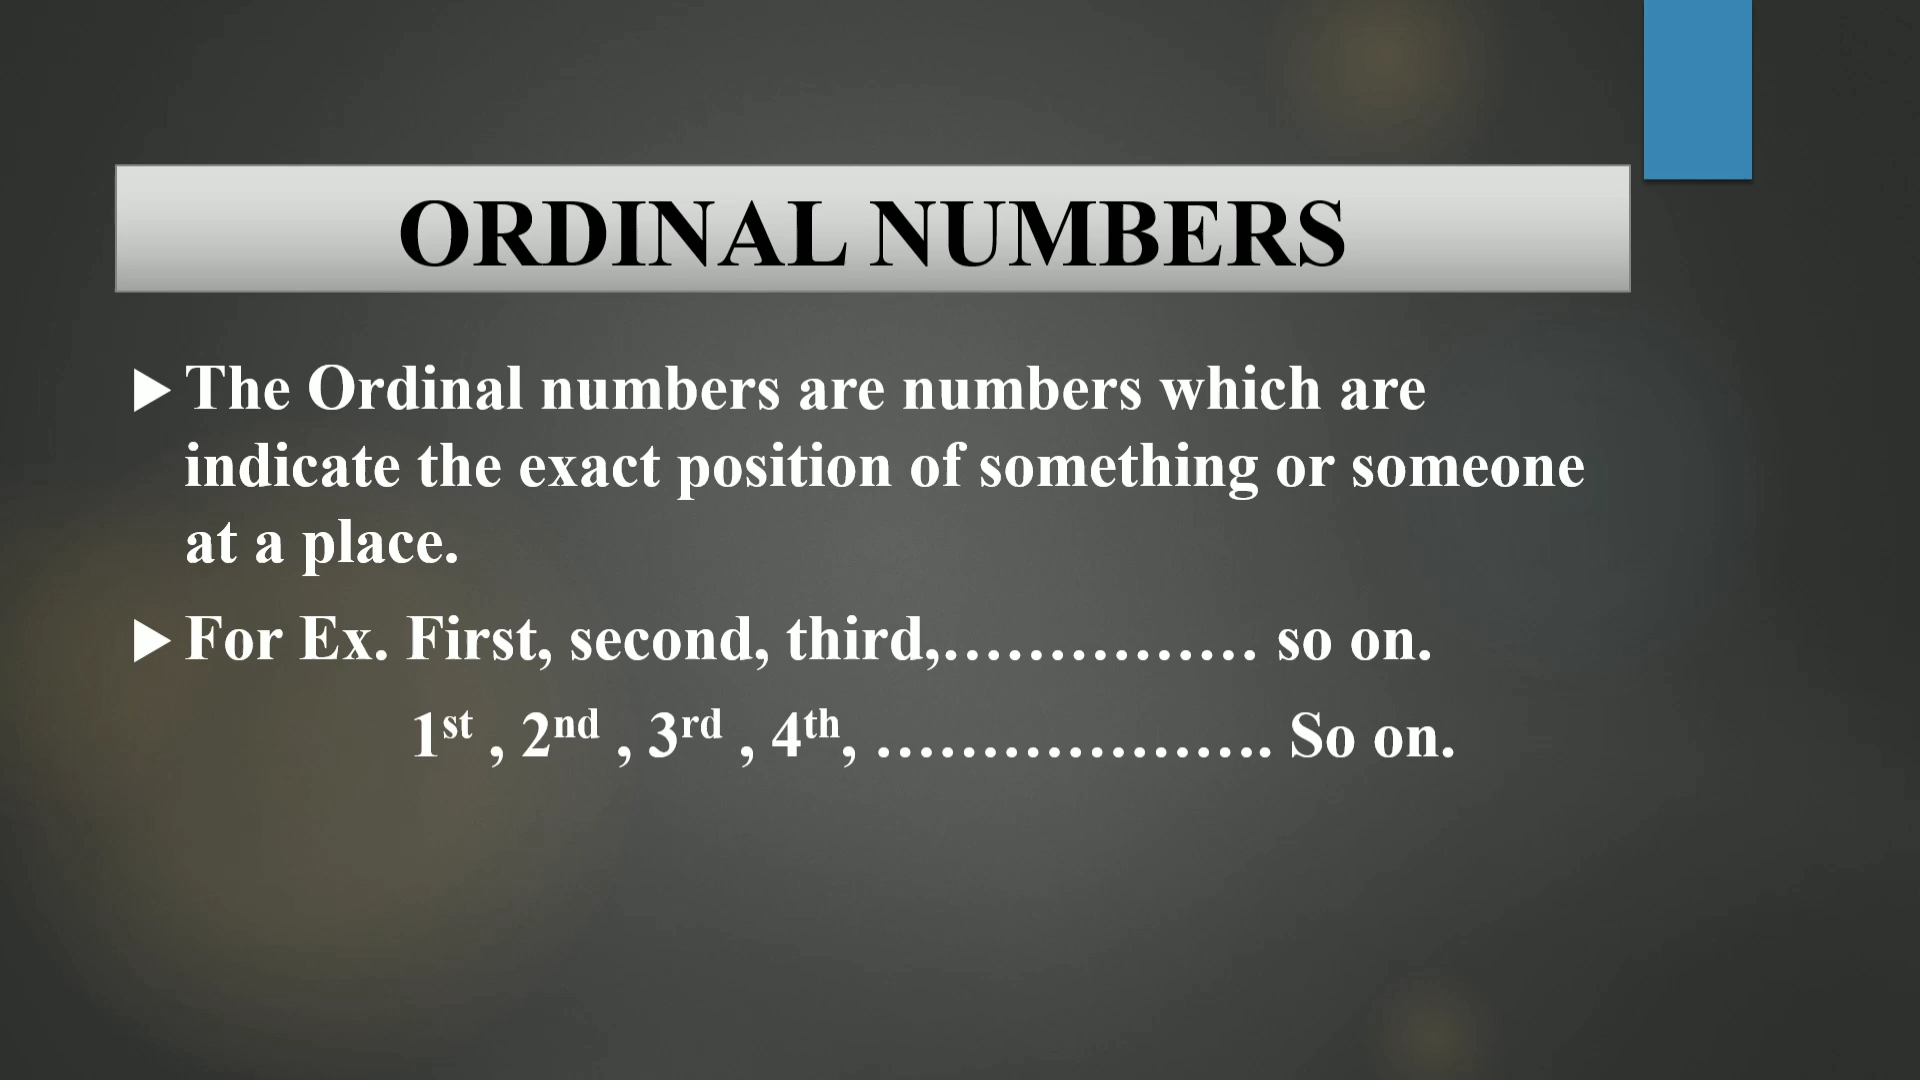 ORDINAL NUMBERS
The Ordinal numbers are numbers which are
indicate the exact position of something or someone
at a place.
For Ex. First, second, third,…………… so on.
1st , 2nd , 3rd , 4th, ………………. So on.